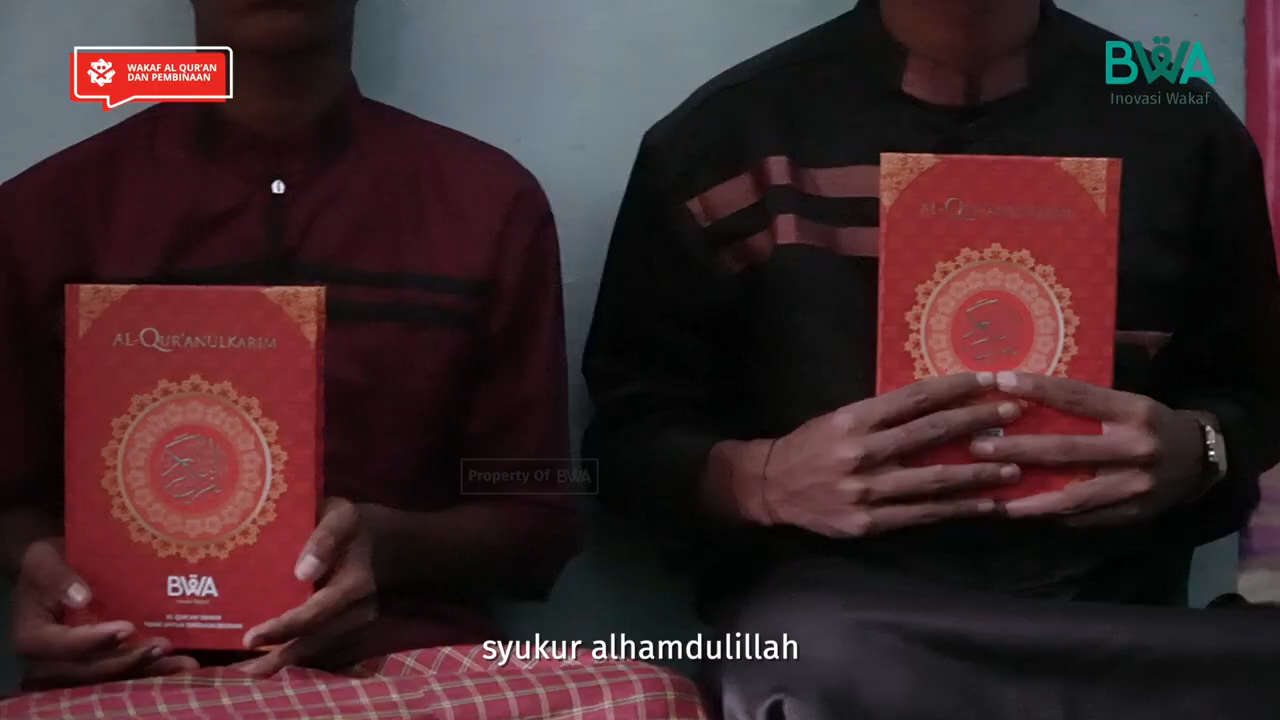 WAKAF AL QUR'AN
DAN PEMBINAAN
BWA
Inovasi Wakaf
AL-QUR'ANULKARIM
AL-QUR'ANULKARIM
Property Of BWA
BWA
syukur alhamdulillah